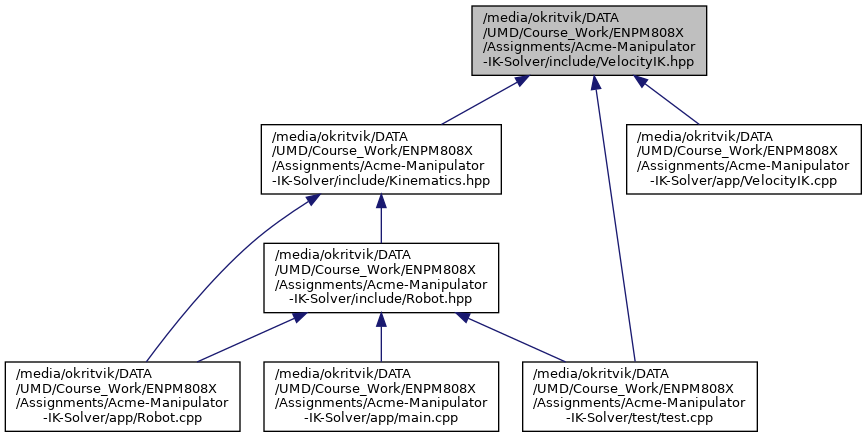 /media/okritvik/DATA
/UMD/Course_Work/ENPM808X
/Assignments/Acme-Manipulator
-IK-Solver/include/VelocityIK.hpp
/media/okritvik/DATA
/UMD/Course_Work/ENPM808X
/Assignments/Acme-Manipulator
-IK-Solver/include/Kinematics.hpp
/media/okritvik/DATA
/UMD/Course_Work/ENPM808X
/Assignments/Acme-Manipulator
-IK-Solver/app/VelocityIK.cpp
/media/okritvik/DATA
/UMD/Course_Work/ENPM808X
/Assignments/Acme-Manipulator
-IK-Solver/include/Robot.hpp
/media/okritvik/DATA
/UMD/Course_Work/ENPM808X
/Assignments/Acme-Manipulator
-IK-Solver/app/Robot.cpp
/media/okritvik/DATA
/UMD/Course_Work/ENPM808X
/Assignments/Acme-Manipulator
-IK-Solver/app/main.cpp
/media/okritvik/DATA
/UMD/Course_Work/ENPM808X
/Assignments/Acme-Manipulator
-IK-Solver/test/test.cpp